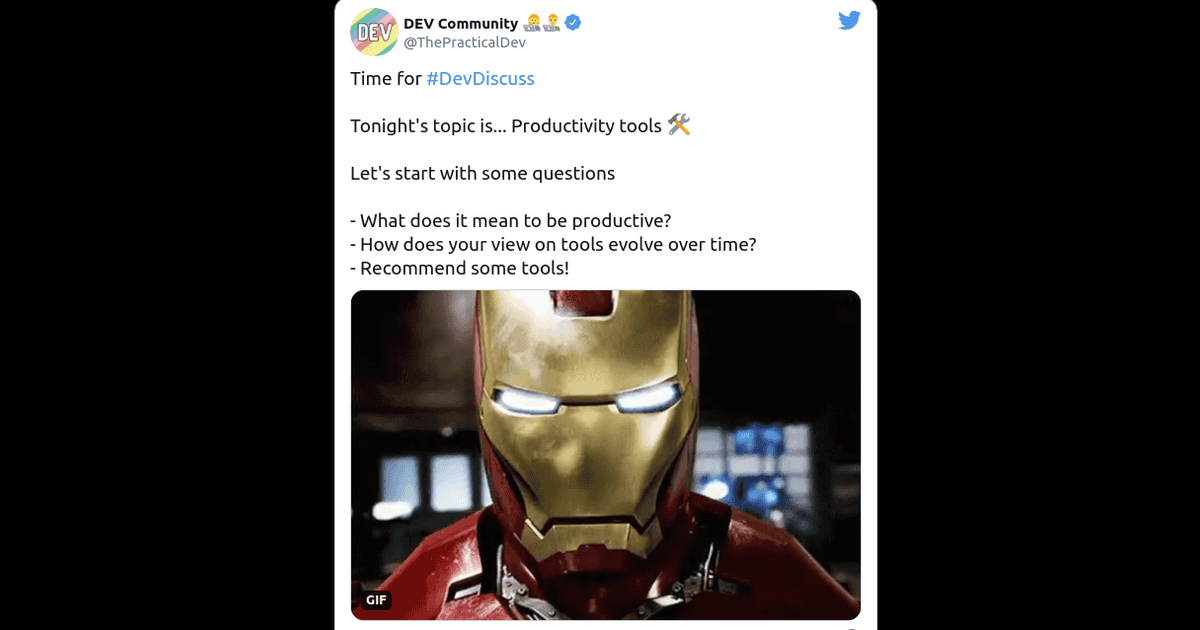 DEV
DEV Community 👩‍💻👨‍💻
@ThePracticalDev
Time for #DevDiscuss
Tonight's topic is... Productivity tools 🛠️
Let's start with some questions
- What does it mean to be productive?
- How does your view on tools evolve over time?
- Recommend some tools!
GIF